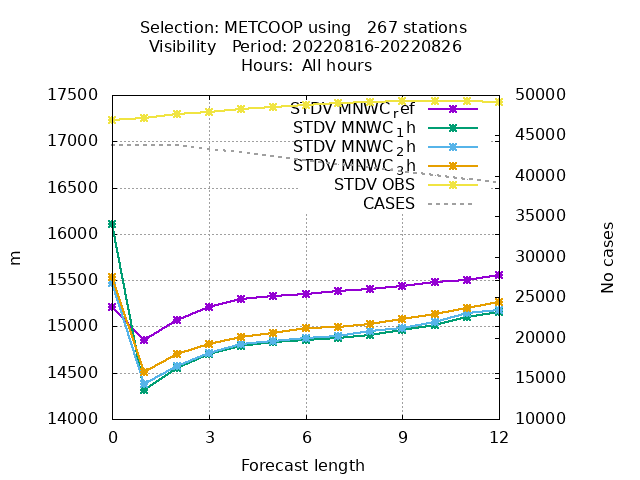 Selection: METCOOP using   267 stations
Visibility   Period: 20220816-20220826
Hours:  All hours
17500
17000
16500
16000
15500
15000
14500
14000
m
STDV MNWC_ref
STDV MNWC_1h
STDV MNWC_2h
STDV MNWC_3h
STDV OBS
CASES
50000
45000
40000
35000
30000
25000
20000
15000
10000
No cases
0 3 6 9 12
Forecast length